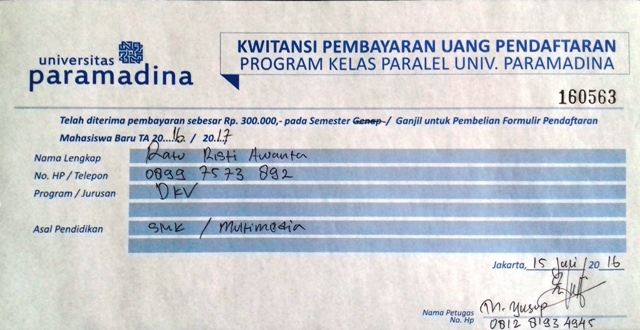 universitas
paramadina
KWITANSI PEMBAYARAN UANG PENDAFTARAN
PROGRAM KELAS PARALEL UNIV. PARAMADINA
160563
Telah diterima pembayaran sebesar Rp. 300.000,- pada Semester Genap / Ganjil untuk Pembelian Formulir Pendaftaran
Mahasiswa Baru TA 20..16 / 20.17
Nama Lengkap Ratu Risti Awanta
No. HP / Telepon 0899 7573 892
Program / Jurusan DKV
Asal Pendidikan SMK / Multimedia
Jakarta, 15 Juli / 20 16
Nama Petugas M. Yusup
No. Hp 0812 8193 4945